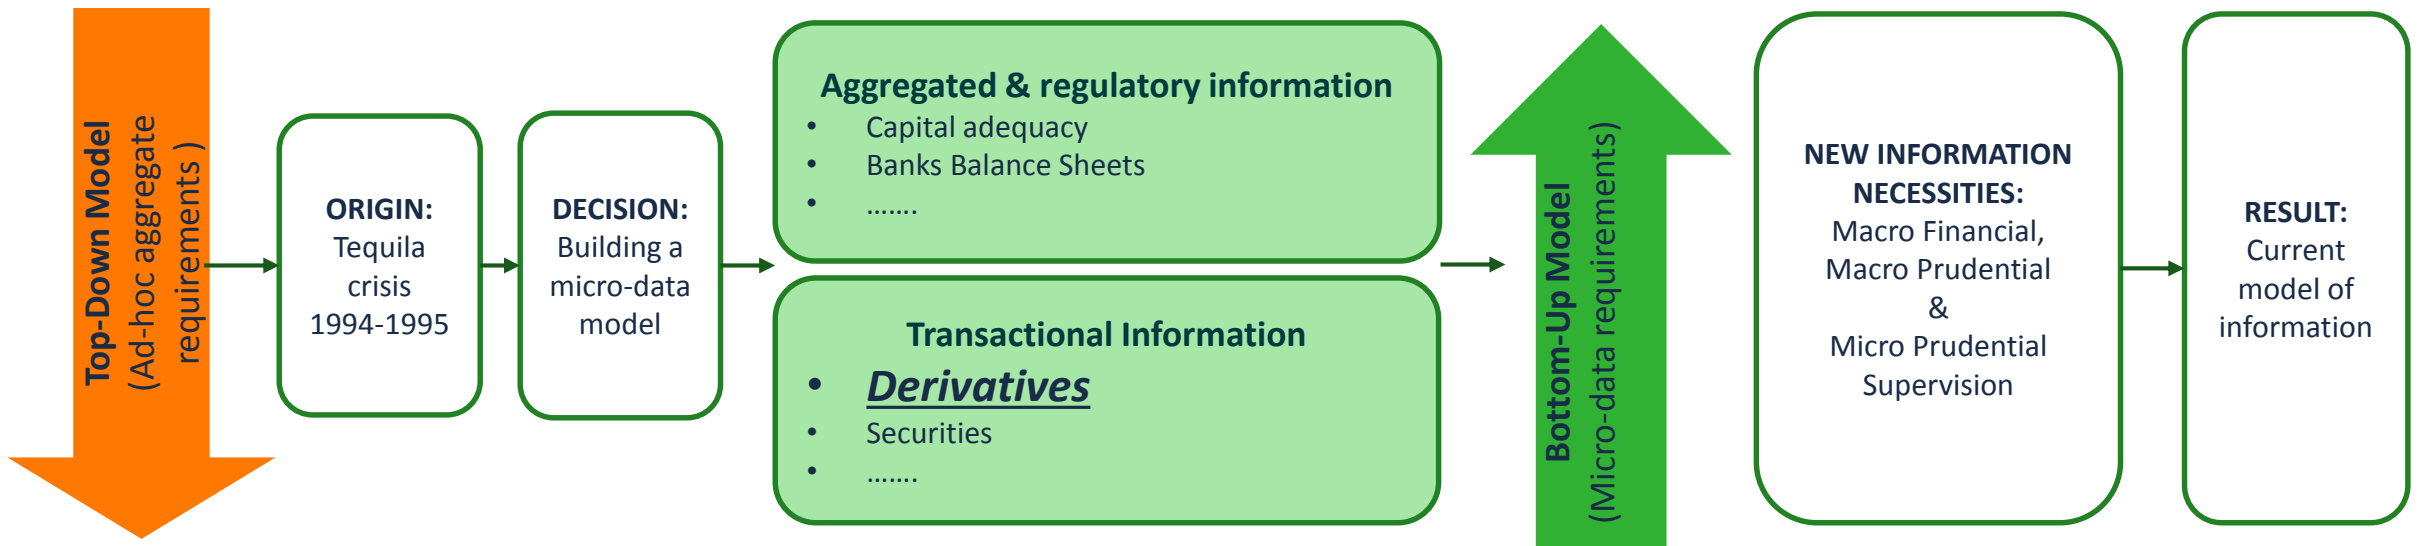 Top-Down Model
(Ad-hoc aggregate
requirements )
ORIGIN:
Tequila
crisis
1994-1995
DECISION:
Building a
micro-data
model
Aggregated & regulatory information
• Capital adequacy
• Banks Balance Sheets
• .......
Transactional Information
• Derivatives
• Securities
• .......
Bottom-Up Model
(Micro-data requirements)
NEW INFORMATION
NECESSITIES:
Macro Financial,
Macro Prudential
&
Micro Prudential
Supervision
RESULT:
Current
model of
information